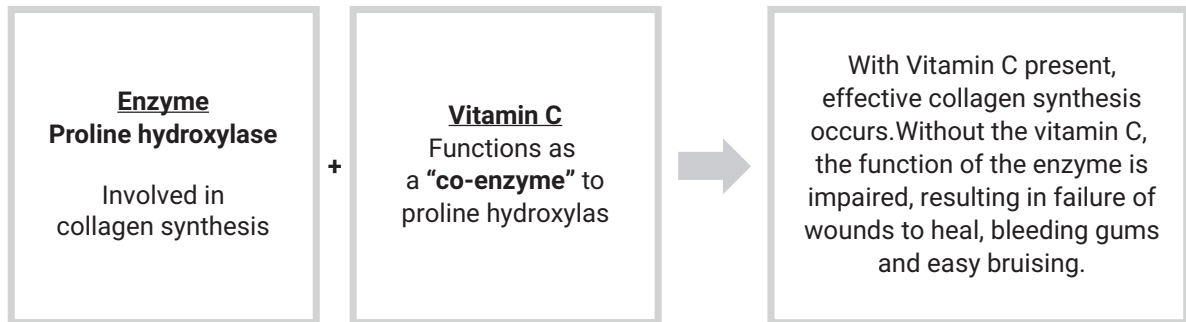 Enzyme
Proline hydroxylase
Involved in
collagen synthesis
+
Vitamin C
Functions as
a “co-enzyme” to
proline hydroxylas
With Vitamin C present,
effective collagen synthesis
occurs.Without the vitamin C,
the function of the enzyme is
impaired, resulting in failure of
wounds to heal, bleeding gums
and easy bruising.